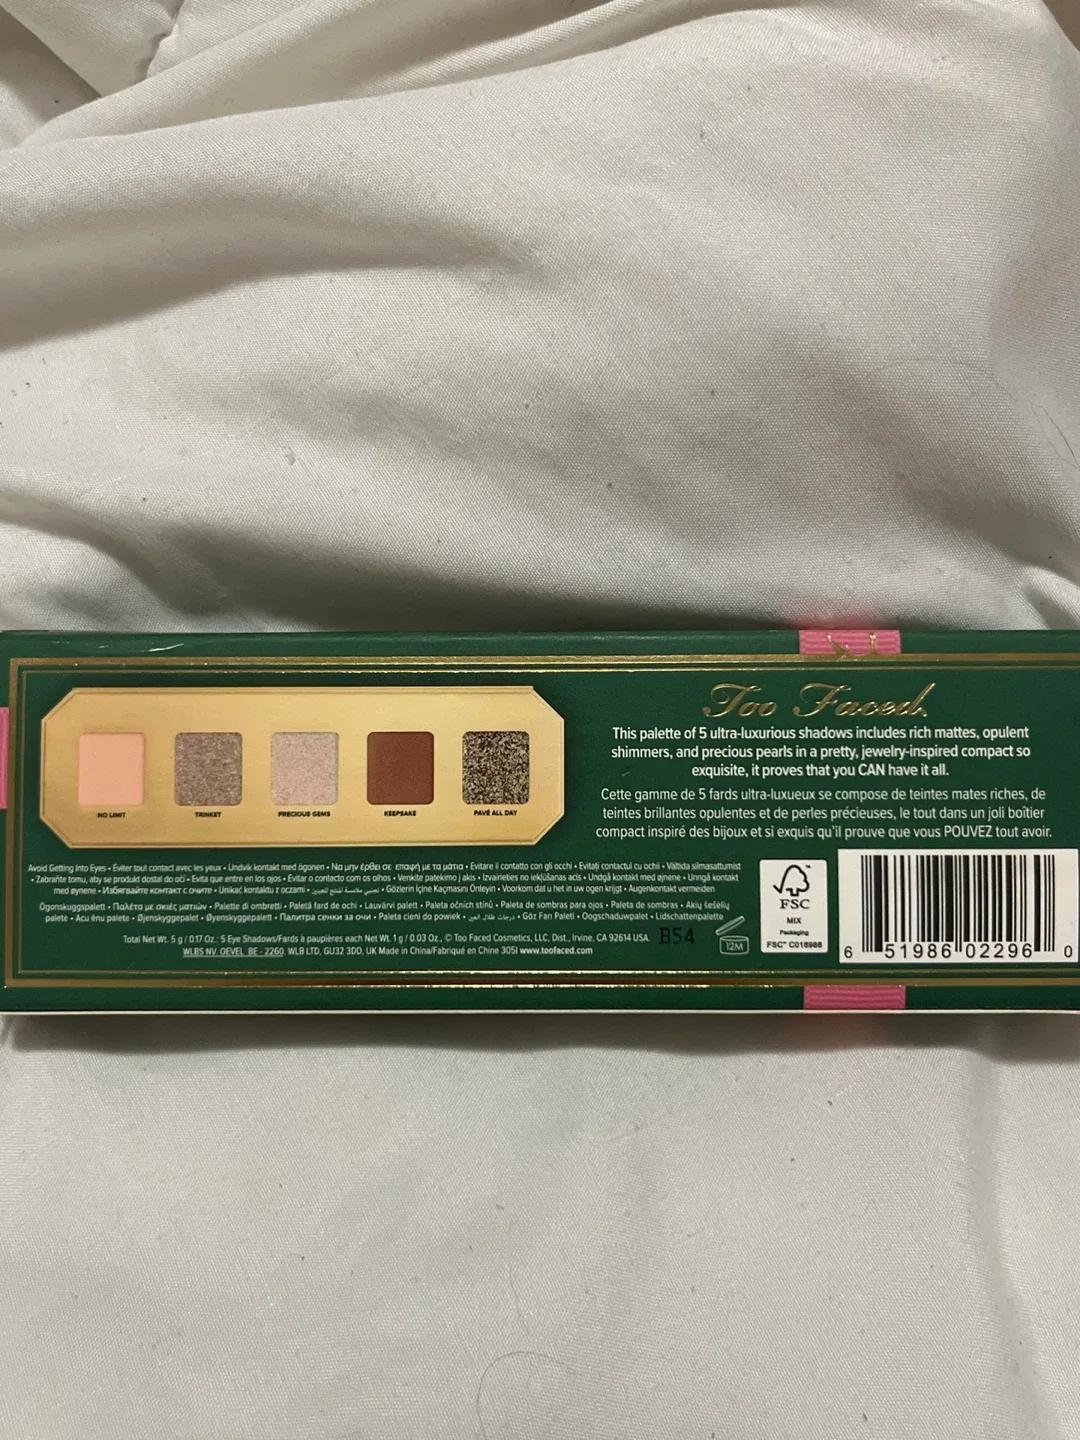 Too Faced.
This palette of 5 ultra-luxurious shadows includes rich mattes, opulent
shimmers, and precious pearls in a pretty, jewelry-inspired compact so
exquisite, it proves that you CAN have it all.
Cette gamme de 5 fards ultra-luxueux se compose de teintes mates riches, de
teintes brillantes opulentes et de perles précieuses, le tout dans un joli boîtier
compact inspiré des bijoux et si exquis qu'il prouve que vous POUVEZ tout avoir.
NO LIMIT
TRINKET
PRECIOUS GEMS
KEEPSAKE
PAVÉ ALL DAY
Avoid Getting Into Eyes • Éviter tout contact avec les yeux • Undvik kontakt med ögonen • Να μην έρθει σε επαφή με τα μάτια • Evitare il contatto con gli occhi • Evitați contactul cu ochii • Vältida silmasattumist
• Zabraňte tomu, aby se produkt dostal do očí • Evita que entre en los ojos • Evitar o contacto com os olhos • Venkite patekimo į akis • Izvairieties no iekļūšanas acīs • Undgå kontakt med øjnene • Unngå kontakt
med øynene • Избягвайте контакт с очите • Unikać kontaktu z oczami • تجنبي ملامسة المنتج للعينين • Gözlerin İçine Kaçmasını Önleyin • Voorkom dat u het in uw ogen krijgt • Augenkontakt vermeiden
Ögonskuggspalett • Παλέτα με σκιές ματιών • Palette di ombretti • Paletă fard de ochi • Lauvärvi palett • Paleta očních stínů • Paleta de sombras para ojos • Paleta de sombras • Akių šešėlių
paletė • Acu ēnu palete • Øjenskyggepalet • Øyenskyggepalett • Палитра сенки за очи • Paleta cieni do powiek • درجات ظلال العين • Göz Farı Paleti • Oogschaduwpalet • Lidschattenpalette
Total Net Wt. 5 g / 0.17 Oz.: 5 Eye Shadows/Fards à paupières each Net Wt. 1 g / 0.03 Oz., © Too Faced Cosmetics, LLC, Dist., Irvine, CA 92614 USA.
WLBS NV, OEVEL, BE - 2260. WLB LTD, GU32 3DD, UK Made in China/Fabriqué en Chine 3051 www.toofaced.com
B54
12M
FSC™
MIX
Packaging
FSC® C018988
6 51986 02296 0